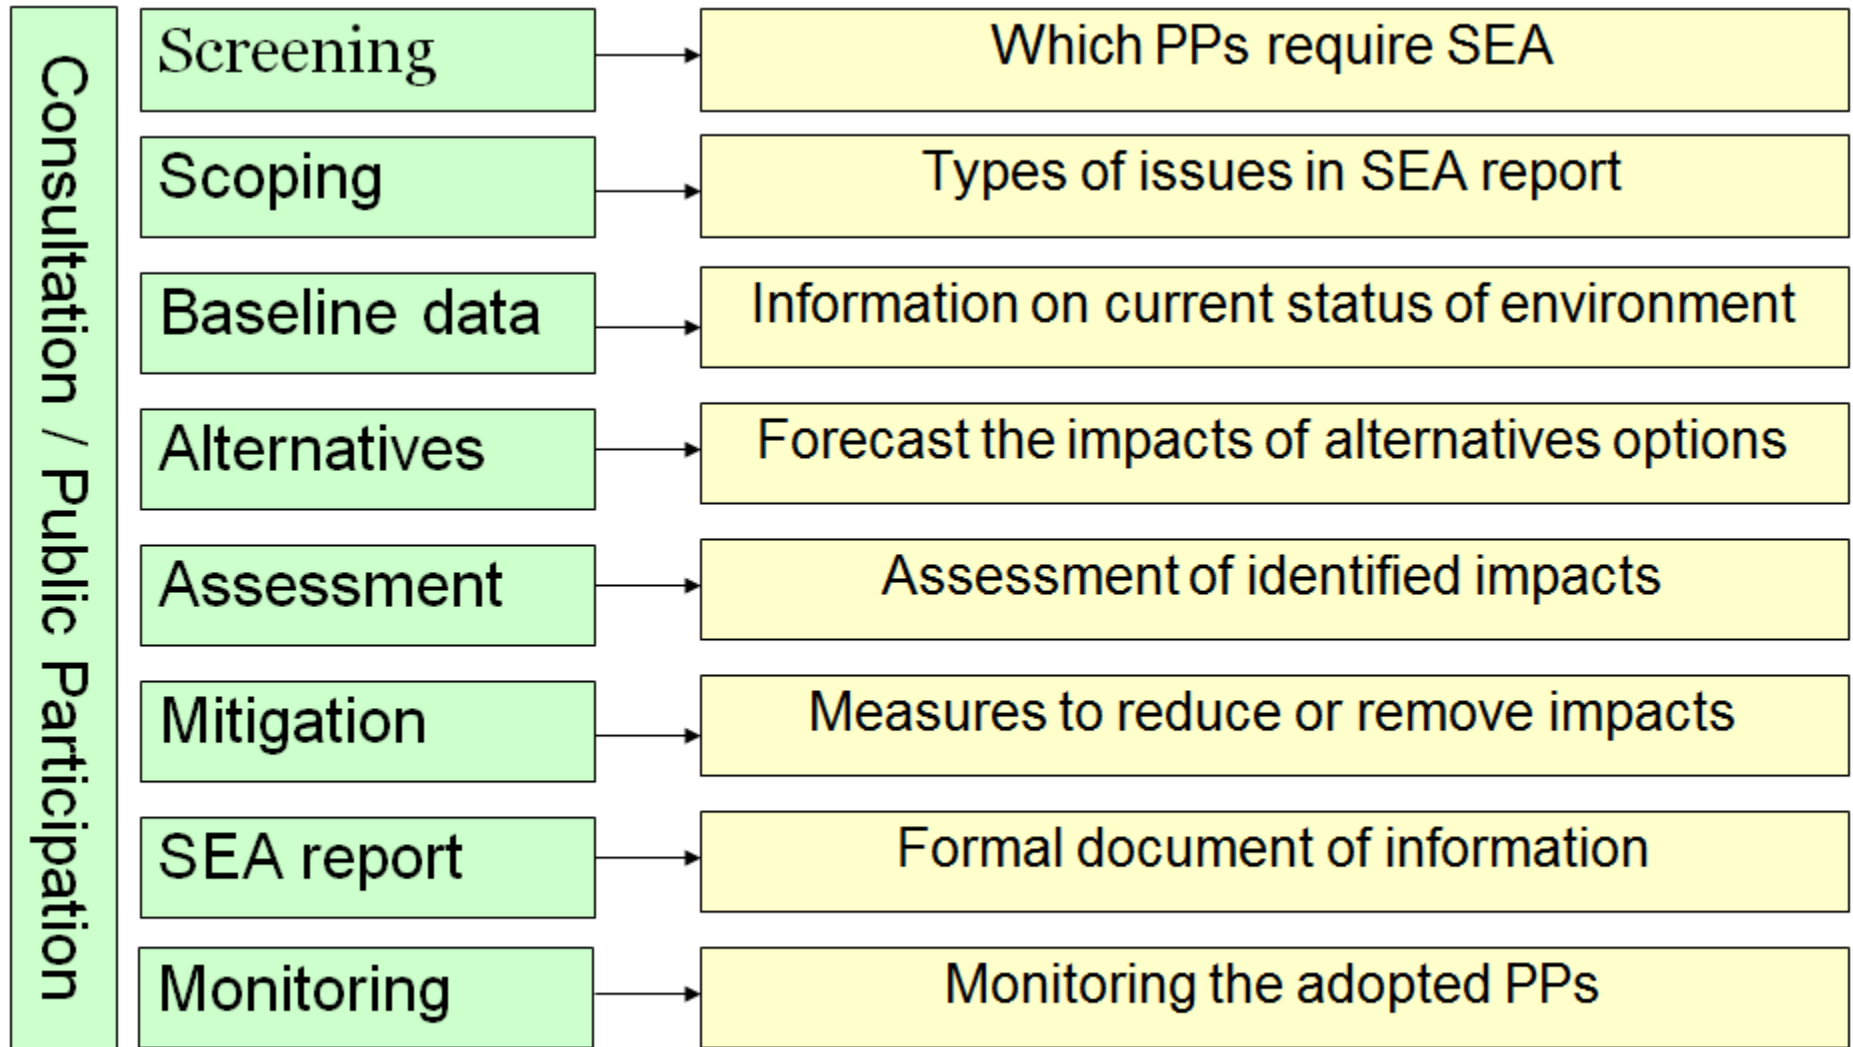 Consultation / Public Participation
Screening
Which PPs require SEA
Scoping
Types of issues in SEA report
Baseline data
Information on current status of environment
Alternatives
Forecast the impacts of alternatives options
Assessment
Assessment of identified impacts
Mitigation
Measures to reduce or remove impacts
SEA report
Formal document of information
Monitoring
Monitoring the adopted PPs